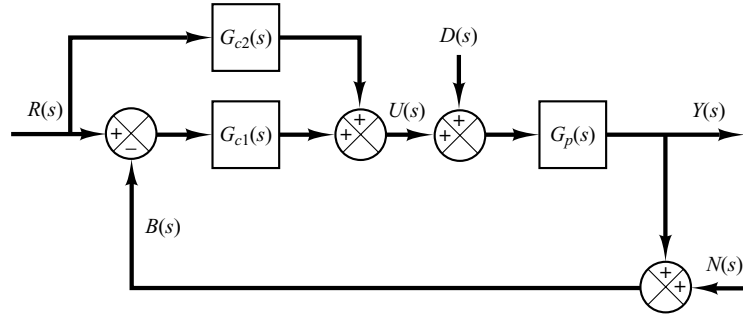 G_{c2}(s)
D(s)
R(s)
+
+
U(s)
+
Y(s)
+
−
G_{c1}(s)
+
+
G_p(s)
B(s)
+
+
N(s)